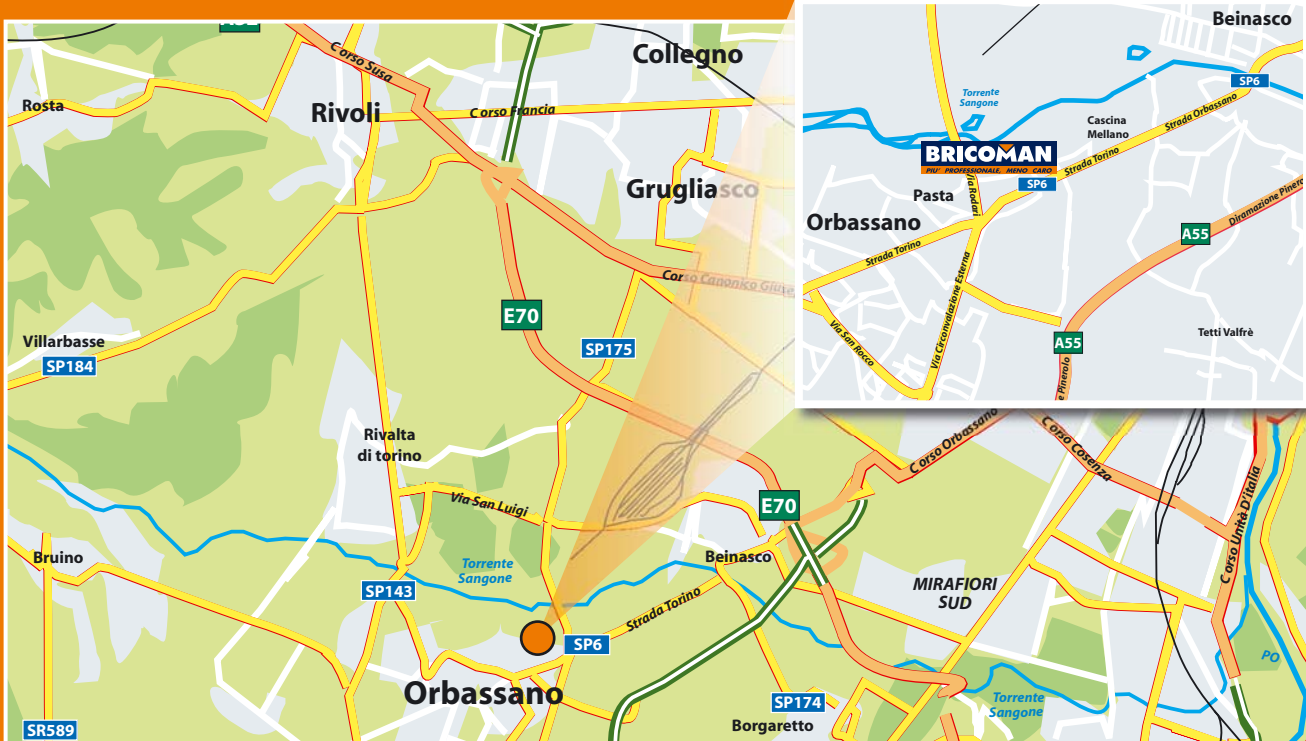 Corso Susa
Collegno
Rosta
Rivoli
Corso Francia
Grugliasco
Corso Canonico Giuse
E70
Villarbasse
SP184
SP175
Rivalta
di torino
Via San Luigi
E70
Corso Orbassano
Corso Cosenza
Corso Unità D'italia
Bruino
Torrente
Sangone
Beinasco
MIRAFIORI
SUD
SP143
Strada Torino
SP6
PO
Orbassano
SP174
Torrente
Sangone
SR589
Borgaretto
Beinasco
SP6
Torrente
Sangone
Strada Orbassano
Cascina
Mellano
BRICOMAN
PIU' PROFESSIONALE, MENO CARO
Strada Torino
SP6
Via Rodari
Pasta
Orbassano
Diramazione Pinero
A55
Strada Torino
Via Circonvalazione Esterna
Via San Rocco
A55
Tetti Valfrè
e Pinerolo